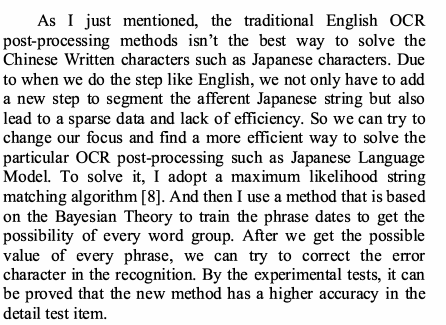 As I just mentioned, the traditional English OCR
post-processing methods isn't the best way to solve the
Chinese Written characters such as Japanese characters. Due
to when we do the step like English, we not only have to add
a new step to segment the afferent Japanese string but also
lead to a sparse data and lack of efficiency. So we can try to
change our focus and find a more efficient way to solve the
particular OCR post-processing such as Japanese Language
Model. To solve it, I adopt a maximum likelihood string
matching algorithm [8]. And then I use a method that is based
on the Bayesian Theory to train the phrase dates to get the
possibility of every word group. After we get the possible
value of every phrase, we can try to correct the error
character in the recognition. By the experimental tests, it can
be proved that the new method has a higher accuracy in the
detail test item.